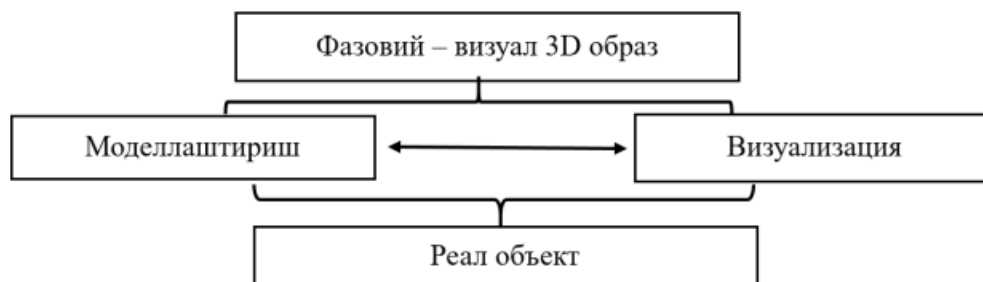 Фазовий – визуал 3D образ
Моделлаштириш
Визуализация
Реал объект